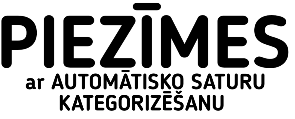 PIEZĪMES
ar AUTOMĀTISKO SATURU
KATEGORIZĒŠANU